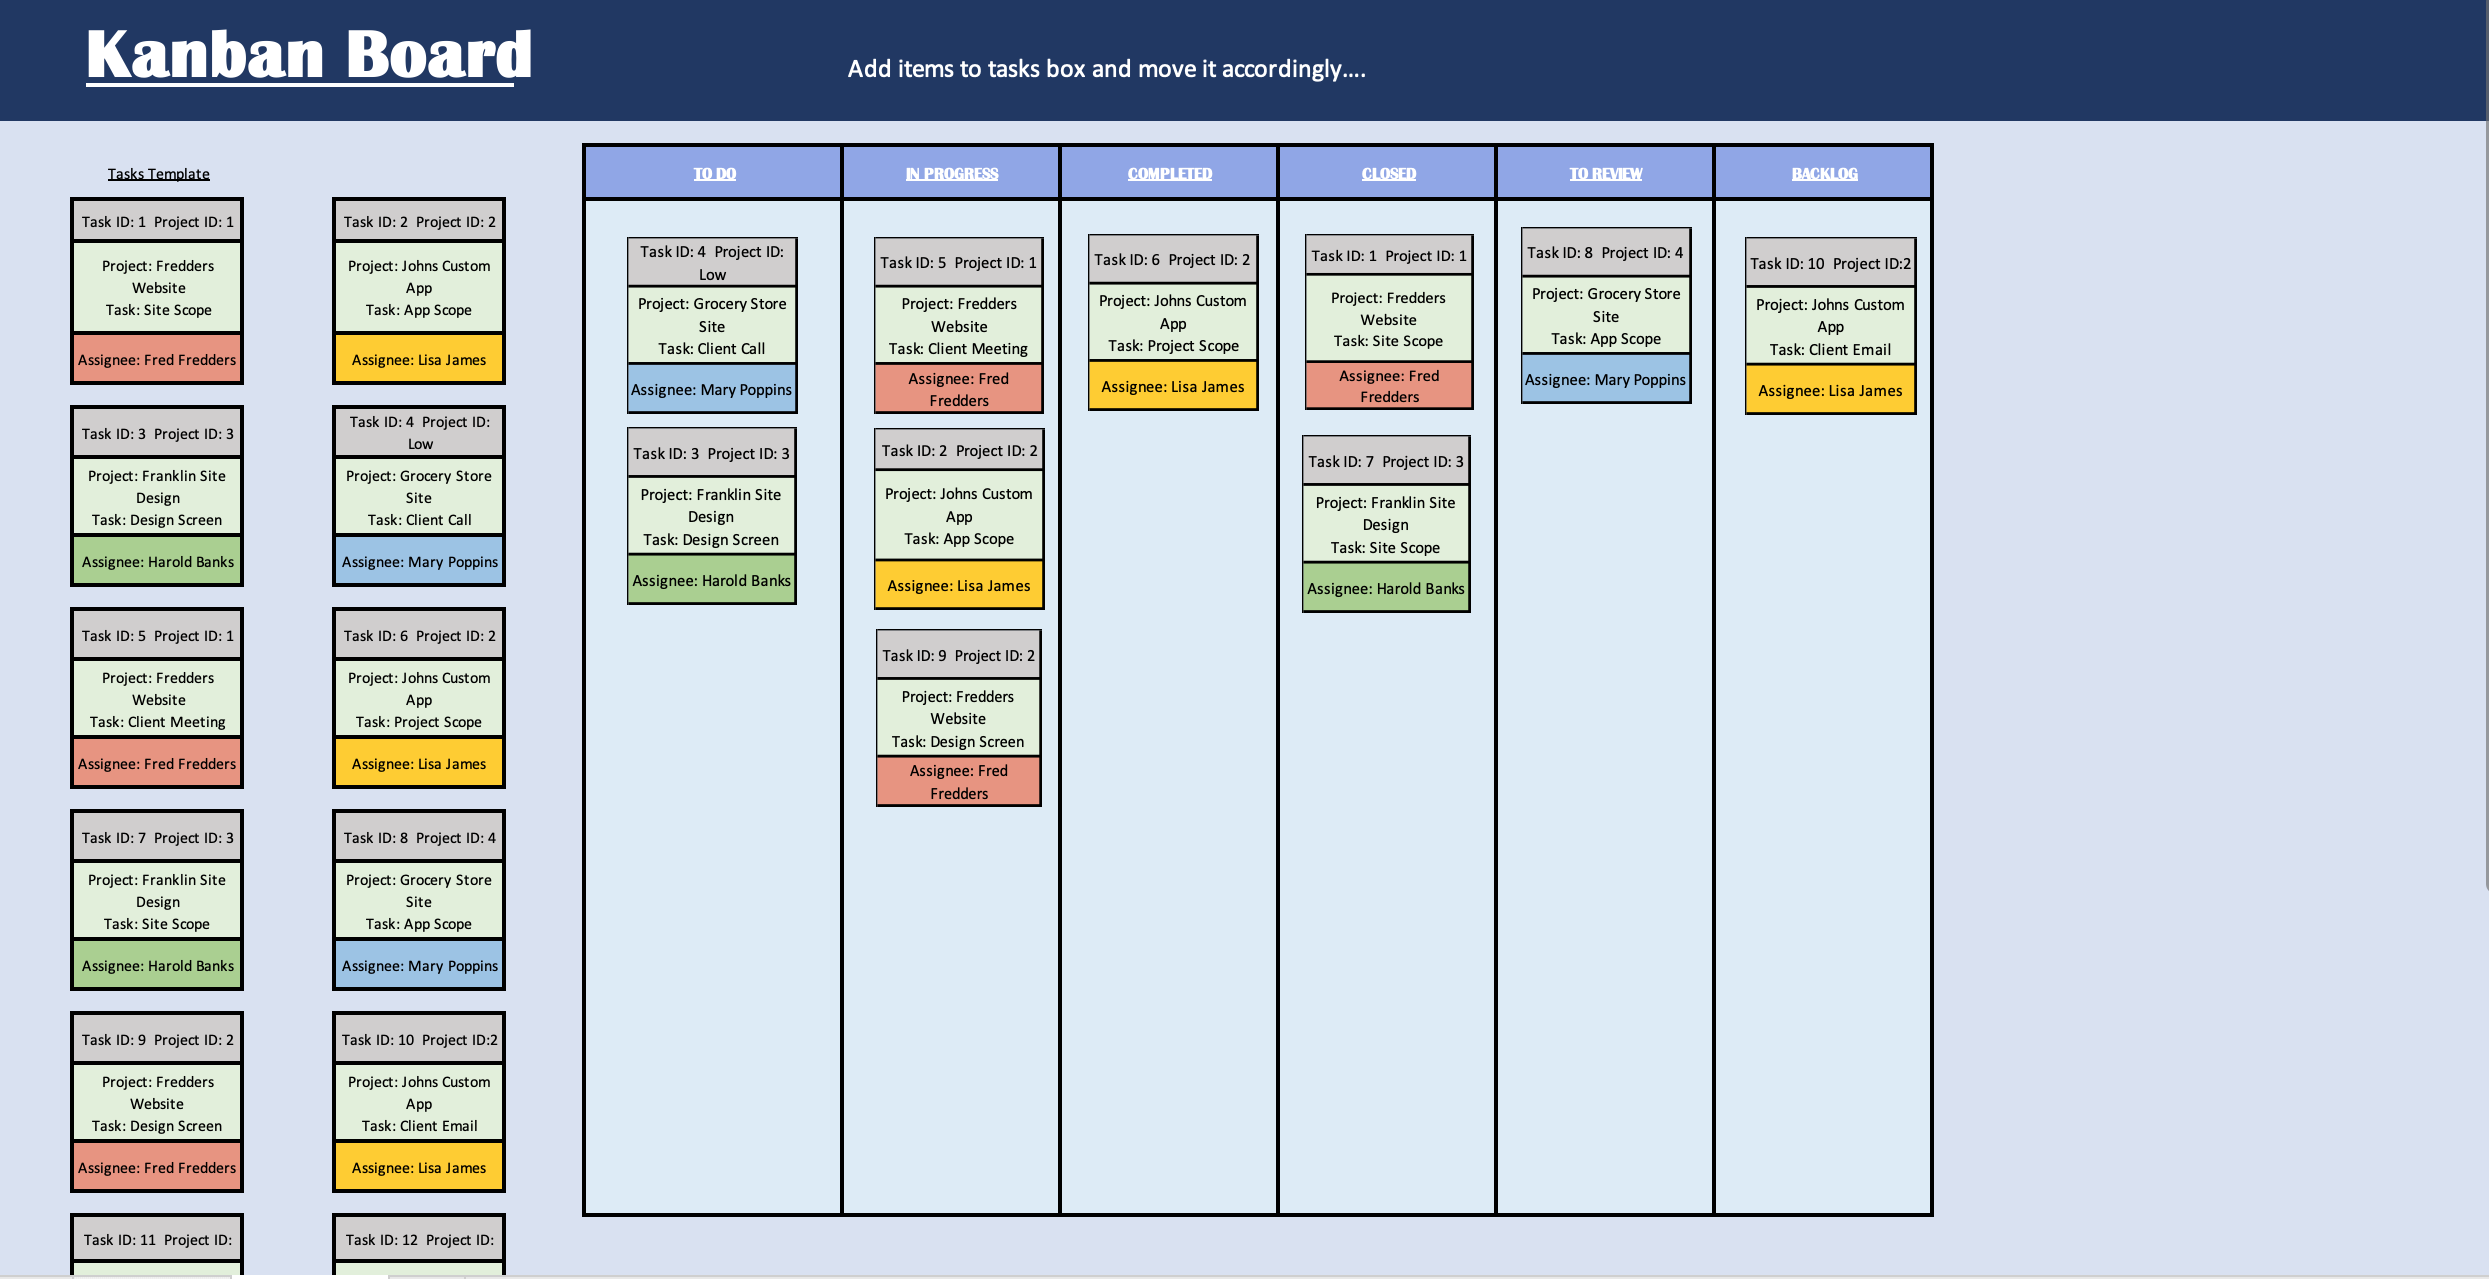 Kanban Board
Add items to tasks box and move it accordingly....
Tasks Template
Task ID: 1 Project ID: 1
Project: Fredders
Website
Task: Site Scope
Assignee: Fred Fredders
Task ID: 2 Project ID: 2
Project: Johns Custom
App
Task: App Scope
Assignee: Lisa James
Task ID: 3 Project ID: 3
Project: Franklin Site
Design
Task: Design Screen
Assignee: Harold Banks
Task ID: 4 Project ID:
Low
Project: Grocery Store
Site
Task: Client Call
Assignee: Mary Poppins
Task ID: 5 Project ID: 1
Project: Fredders
Website
Task: Client Meeting
Assignee: Fred Fredders
Task ID: 6 Project ID: 2
Project: Johns Custom
App
Task: Project Scope
Assignee: Lisa James
Task ID: 7 Project ID: 3
Project: Franklin Site
Design
Task: Site Scope
Assignee: Harold Banks
Task ID: 8 Project ID: 4
Project: Grocery Store
Site
Task: App Scope
Assignee: Mary Poppins
Task ID: 9 Project ID: 2
Project: Fredders
Website
Task: Design Screen
Assignee: Fred Fredders
Task ID: 10 Project ID:2
Project: Johns Custom
App
Task: Client Email
Assignee: Lisa James
Task ID: 11 Project ID:
Task ID: 12 Project ID:
TO DO
Task ID: 4 Project ID:
Low
Project: Grocery Store
Site
Task: Client Call
Assignee: Mary Poppins
Task ID: 3 Project ID: 3
Project: Franklin Site
Design
Task: Design Screen
Assignee: Harold Banks
IN PROGRESS
Task ID: 5 Project ID: 1
Project: Fredders
Website
Task: Client Meeting
Assignee: Fred
Fredders
Task ID: 2 Project ID: 2
Project: Johns Custom
App
Task: App Scope
Assignee: Lisa James
Task ID: 9 Project ID: 2
Project: Fredders
Website
Task: Design Screen
Assignee: Fred
Fredders
COMPLETED
Task ID: 6 Project ID: 2
Project: Johns Custom
App
Task: Project Scope
Assignee: Lisa James
CLOSED
Task ID: 1 Project ID: 1
Project: Fredders
Website
Task: Site Scope
Assignee: Fred
Fredders
Task ID: 7 Project ID: 3
Project: Franklin Site
Design
Task: Site Scope
Assignee: Harold Banks
TO REVIEW
Task ID: 8 Project ID: 4
Project: Grocery Store
Site
Task: App Scope
Assignee: Mary Poppins
BACKLOG
Task ID: 10 Project ID:2
Project: Johns Custom
App
Task: Client Email
Assignee: Lisa James